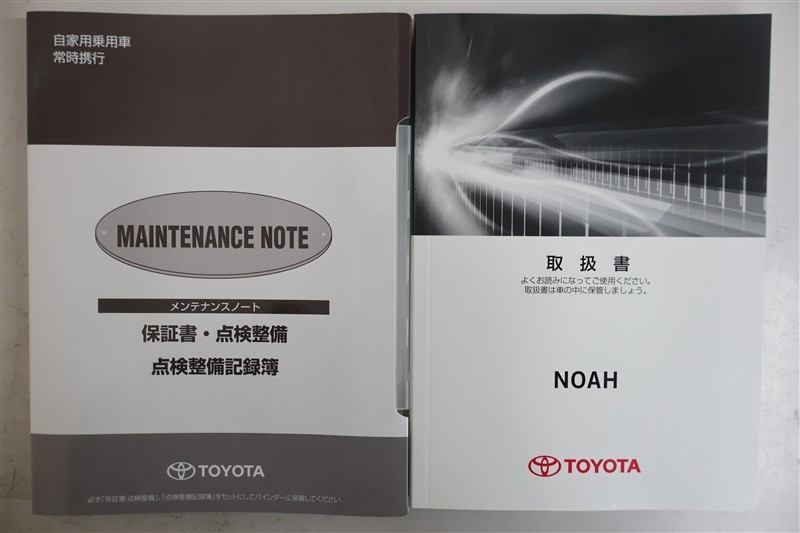 自家用乗用車
常時携行
MAINTENANCE NOTE
メンテナンスノート
保証書・点検整備
点検整備記録簿
TOYOTA
必ず「保証書・点検整備」、「点検整備記録簿」をセットにしてバインダーに保管してください
取扱書
よくお読みになってご使用ください。
取扱書は車の中に保管しましょう。
NOAH
TOYOTA